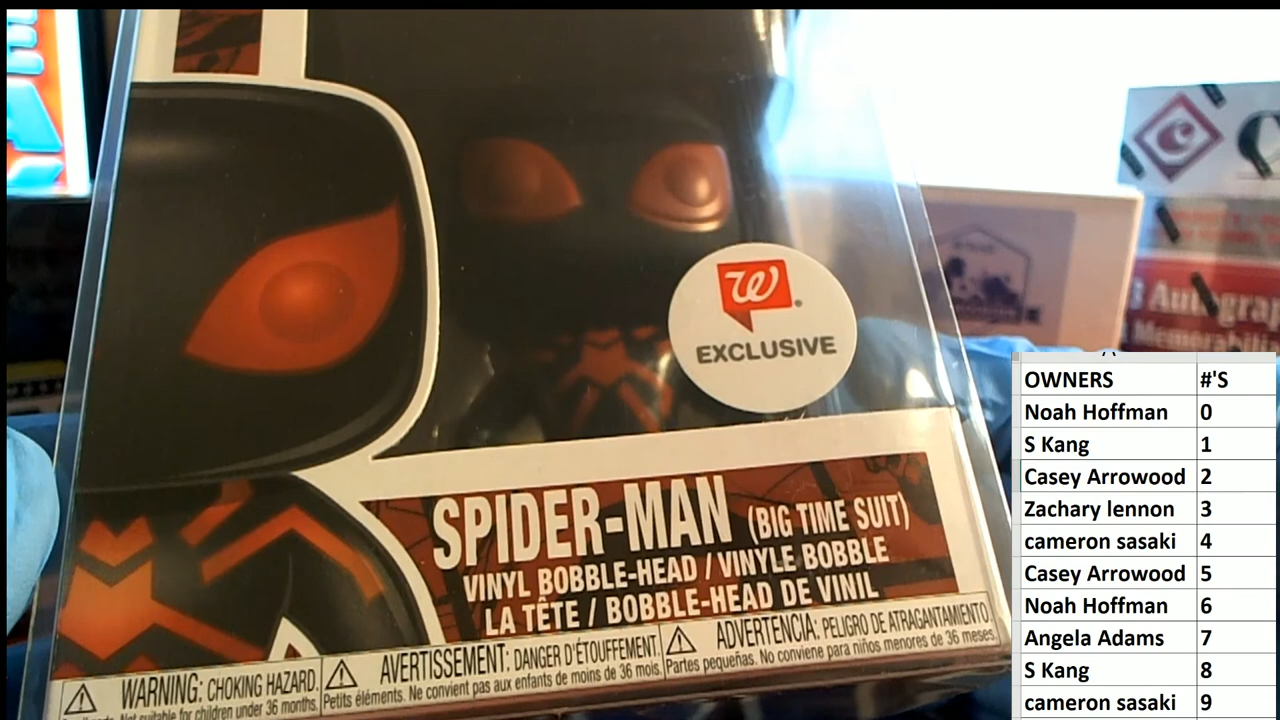 W
EXCLUSIVE
SPIDER-MAN (BIG TIME SUIT)
VINYL BOBBLE-HEAD / VINYLE BOBBLE
LA TÊTE / BOBBLE-HEAD DE VINIL
WARNING: CHOKING HAZARD.
Not suitable for children under 36 months.
AVERTISSEMENT: DANGER D'ÉTOUFFEMENT.
Petits éléments. Ne convient pas aux enfants de moins de 36 mois.
ADVERTENCIA: PELIGRO DE ATRAGANTAMIENTO
Partes pequeñas. No conviene para niños menores de 36 meses.
C
3 Autograp
Memorabili
OWNERS #'S
Noah Hoffman 0
S Kang 1
Casey Arrowood 2
Zachary lennon 3
cameron sasaki 4
Casey Arrowood 5
Noah Hoffman 6
Angela Adams 7
S Kang 8
cameron sasaki 9